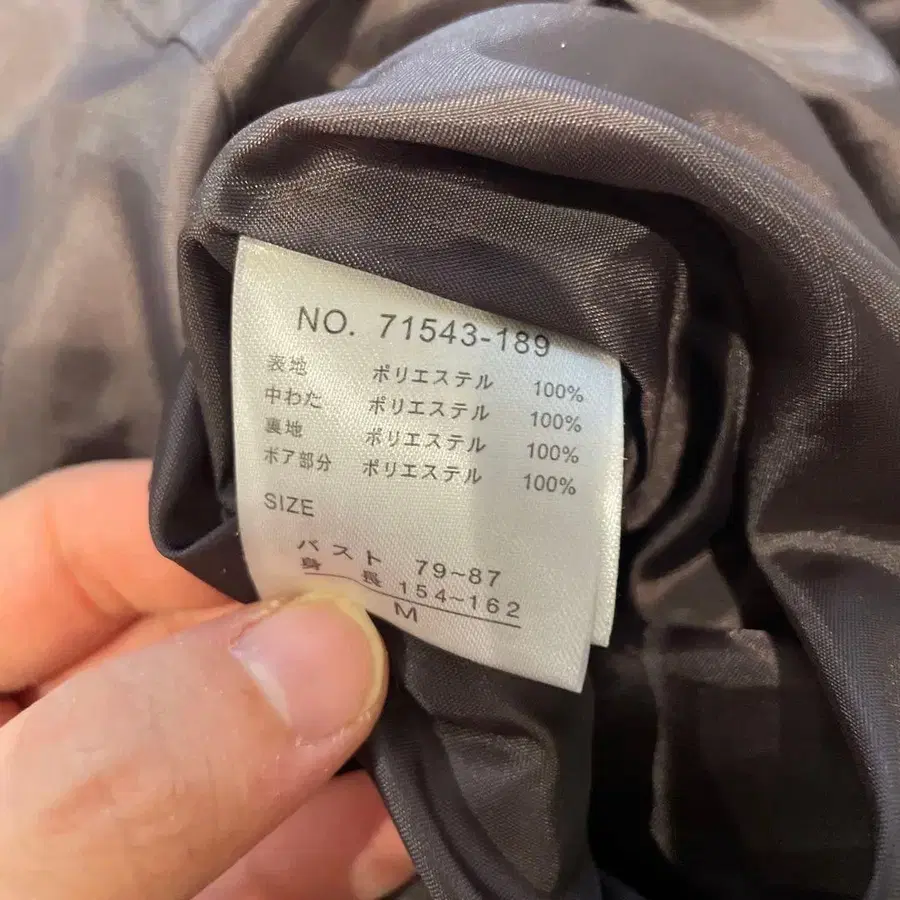 NO. 71543-189
表地 ポリエステル 100%
中わた ポリエステル 100%
裏地 ポリエステル 100%
ボア部分 ポリエステル 100%
SIZE
バスト 79~87
身長 154~162
M